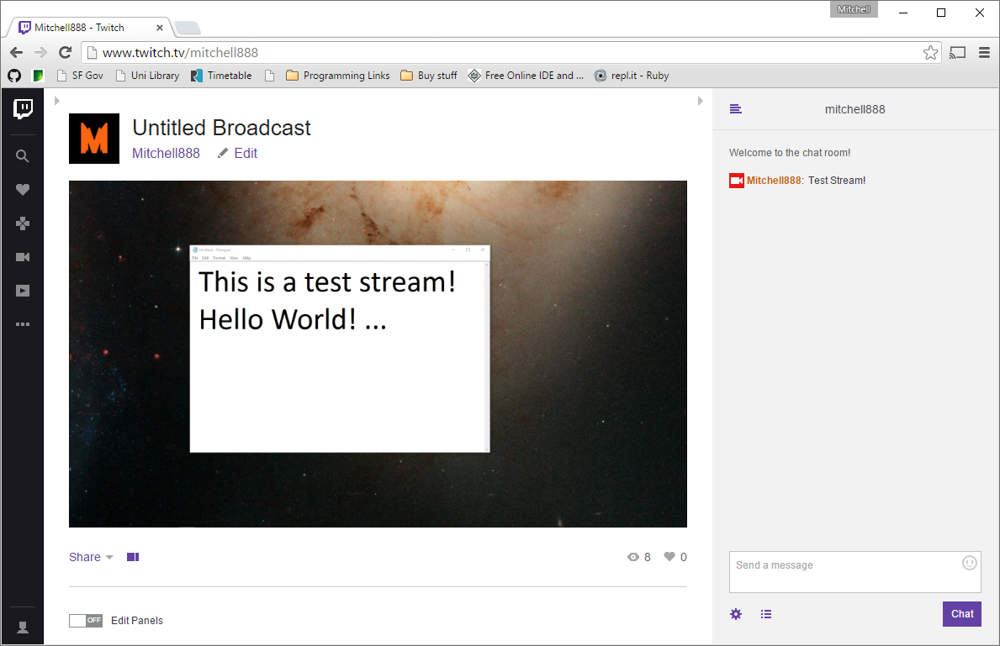 Mitchell
Mitchell888 - Twitch
www.twitch.tv/mitchell888
SF Gov Uni Library Timetable Programming Links Buy stuff Free Online IDE and ... repl.it - Ruby
M
Untitled Broadcast
Mitchell888 Edit
Untitled - Notepad
File Edit Format View Help
This is a test stream!
Hello World! ...
Share 8 0
OFF Edit Panels
mitchell888
Welcome to the chat room!
Mitchell888: Test Stream!
Send a message
Chat